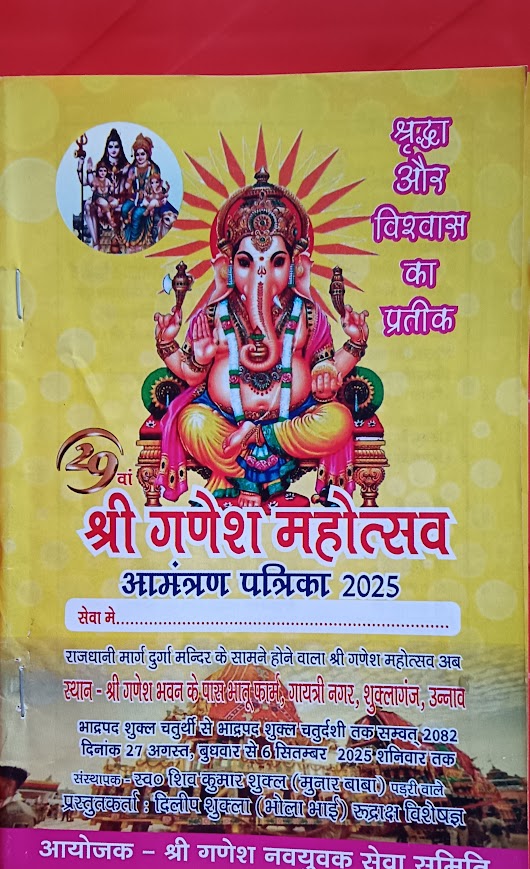 श्रृद्धा
और
विश्वास
का
प्रतीक
29वां
श्री गणेश महोत्सव
आमंत्रण पत्रिका 2025
सेवा मे......................................................................
राजधानी मार्ग दुर्गा मन्दिर के सामने होने वाला श्री गणेश महोत्सव अब
स्थान - श्री गणेश भवन के पास भातू फार्म, गायत्री नगर, शुक्लागंज, उन्नाव
भाद्रपद शुक्ल चतुर्थी से भाद्रपद शुक्ल चतुर्दशी तक सम्वत् 2082
दिनांक 27 अगस्त, बुधवार से 6 सितम्बर 2025 शनिवार तक
संस्थापक -स्व० शिव कुमार शुक्ल (मुनार बाबा) पड़री वाले
प्रस्तुतकर्ता : दिलीप शुक्ला (भोला भाई) रूद्राक्ष विशेषज्ञ
आयोजक - श्री गणेश नवयुवक सेवा समिति